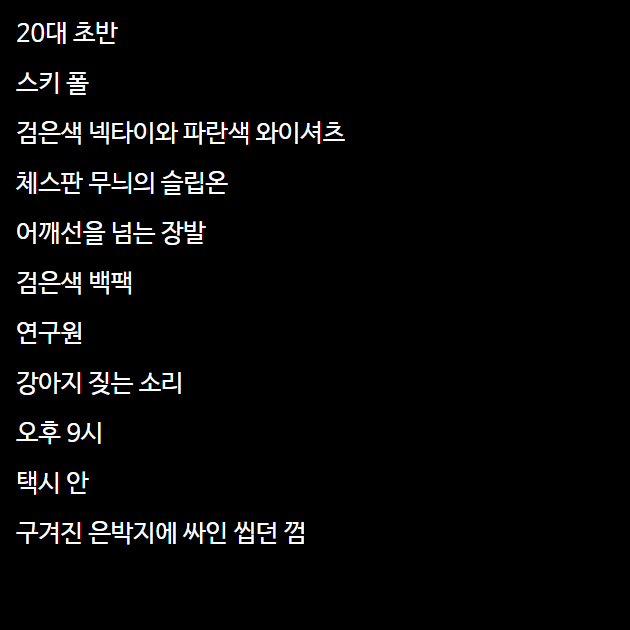 20대 초반
스키 폴
검은색 넥타이와 파란색 와이셔츠
체스판 무늬의 슬립온
어깨선을 넘는 장발
검은색 백팩
연구원
강아지 짖는 소리
오후 9시
택시 안
구겨진 은박지에 싸인 씹던 껌